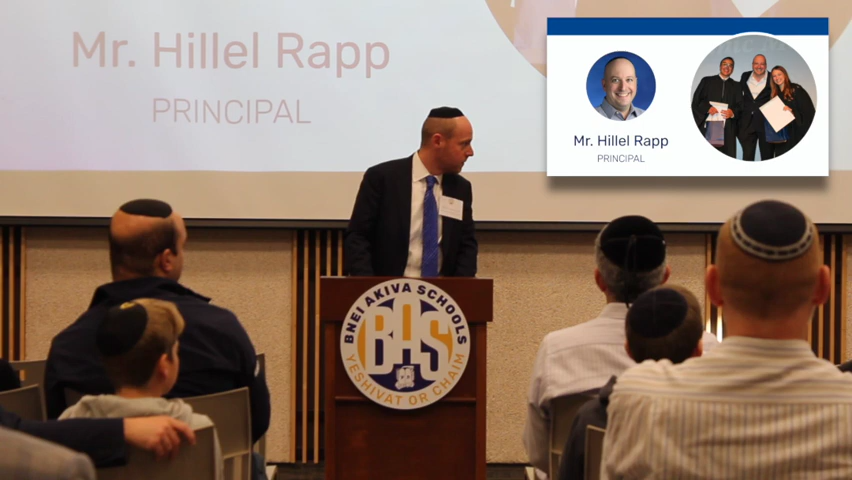 Mr. Hillel Rapp
PRINCIPAL
Mr. Hillel Rapp
PRINCIPAL
BNEI AKIVA SCHOOLS
BAS
YESHIVAT OR CHAIM